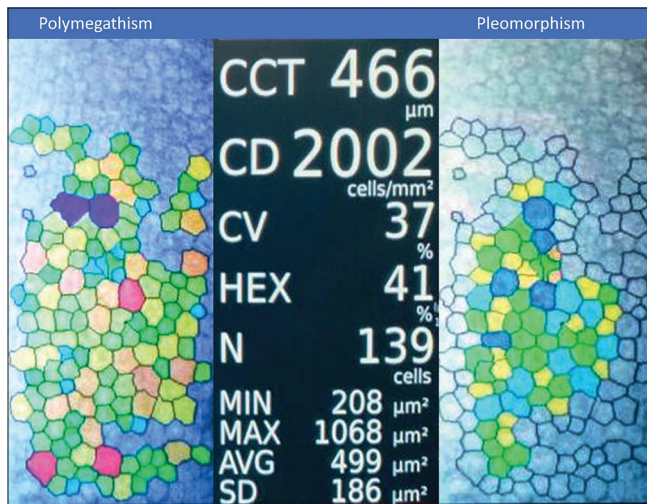 Polymegathism
Pleomorphism
CCT 466
µm
CD 2002
cells/mm²
CV 37
%
HEX 41
%
N 139
cells
MIN 208 µm²
MAX 1068 µm²
AVG 499 µm²
SD 186 µm²